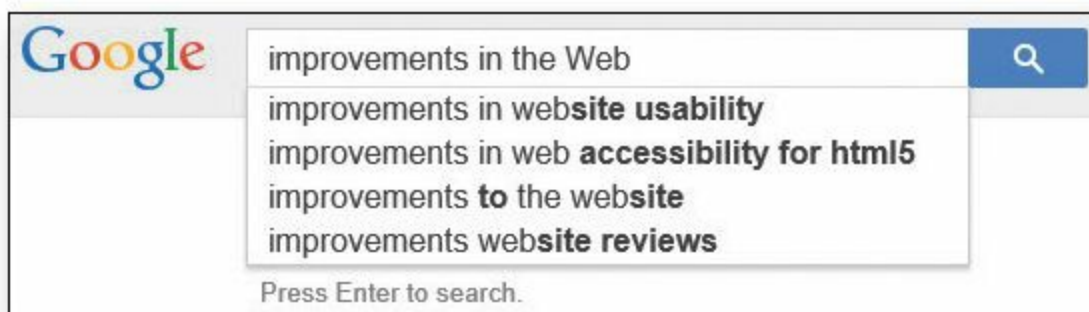 Google
improvements in the Web
improvements in website usability
improvements in web accessibility for html5
improvements to the website
improvements website reviews
Press Enter to search.